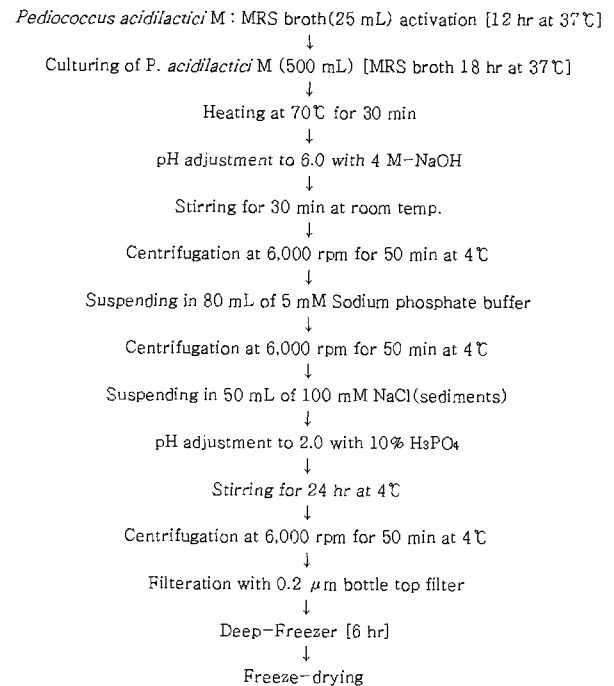 Pediococcus acidilactici M : MRS broth(25 mL) activation [12 hr at 37℃]
↓
Culturing of P. acidilactici M (500 mL) [MRS broth 18 hr at 37℃]
↓
Heating at 70℃ for 30 min
↓
pH adjustment to 6.0 with 4 M-NaOH
↓
Stirring for 30 min at room temp.
↓
Centrifugation at 6,000 rpm for 50 min at 4℃
↓
Suspending in 80 mL of 5 mM Sodium phosphate buffer
↓
Centrifugation at 6,000 rpm for 50 min at 4℃
↓
Suspending in 50 mL of 100 mM NaCl(sediments)
↓
pH adjustment to 2.0 with 10% H₃PO₄
↓
Stirring for 24 hr at 4℃
↓
Centrifugation at 6,000 rpm for 50 min at 4℃
↓
Filteration with 0.2 μm bottle top filter
↓
Deep-Freezer [6 hr]
↓
Freeze-drying